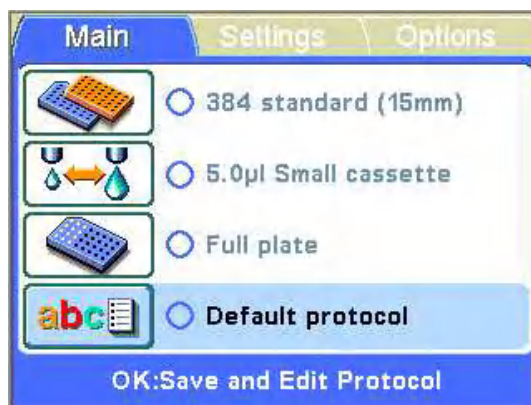 Main Settings Options
384 standard (15mm)
5.0µl Small cassette
Full plate
abc Default protocol
OK:Save and Edit Protocol